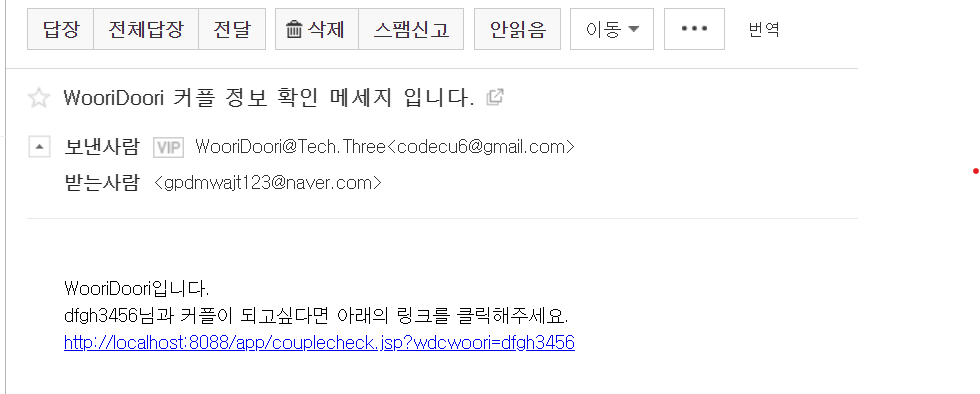 답장 전체답장 전달 삭제 스팸신고 안읽음 이동 번역
WooriDoori 커플 정보 확인 메세지 입니다.
보낸사람 VIP WooriDoori@Tech.Three<codecu6@gmail.com>
받는사람 <gpdmwajt123@naver.com>
WooriDoori입니다.
dfgh3456님과 커플이 되고싶다면 아래의 링크를 클릭해주세요.
http://localhost:8088/app/couplecheck.jsp?wdcwoori=dfgh3456